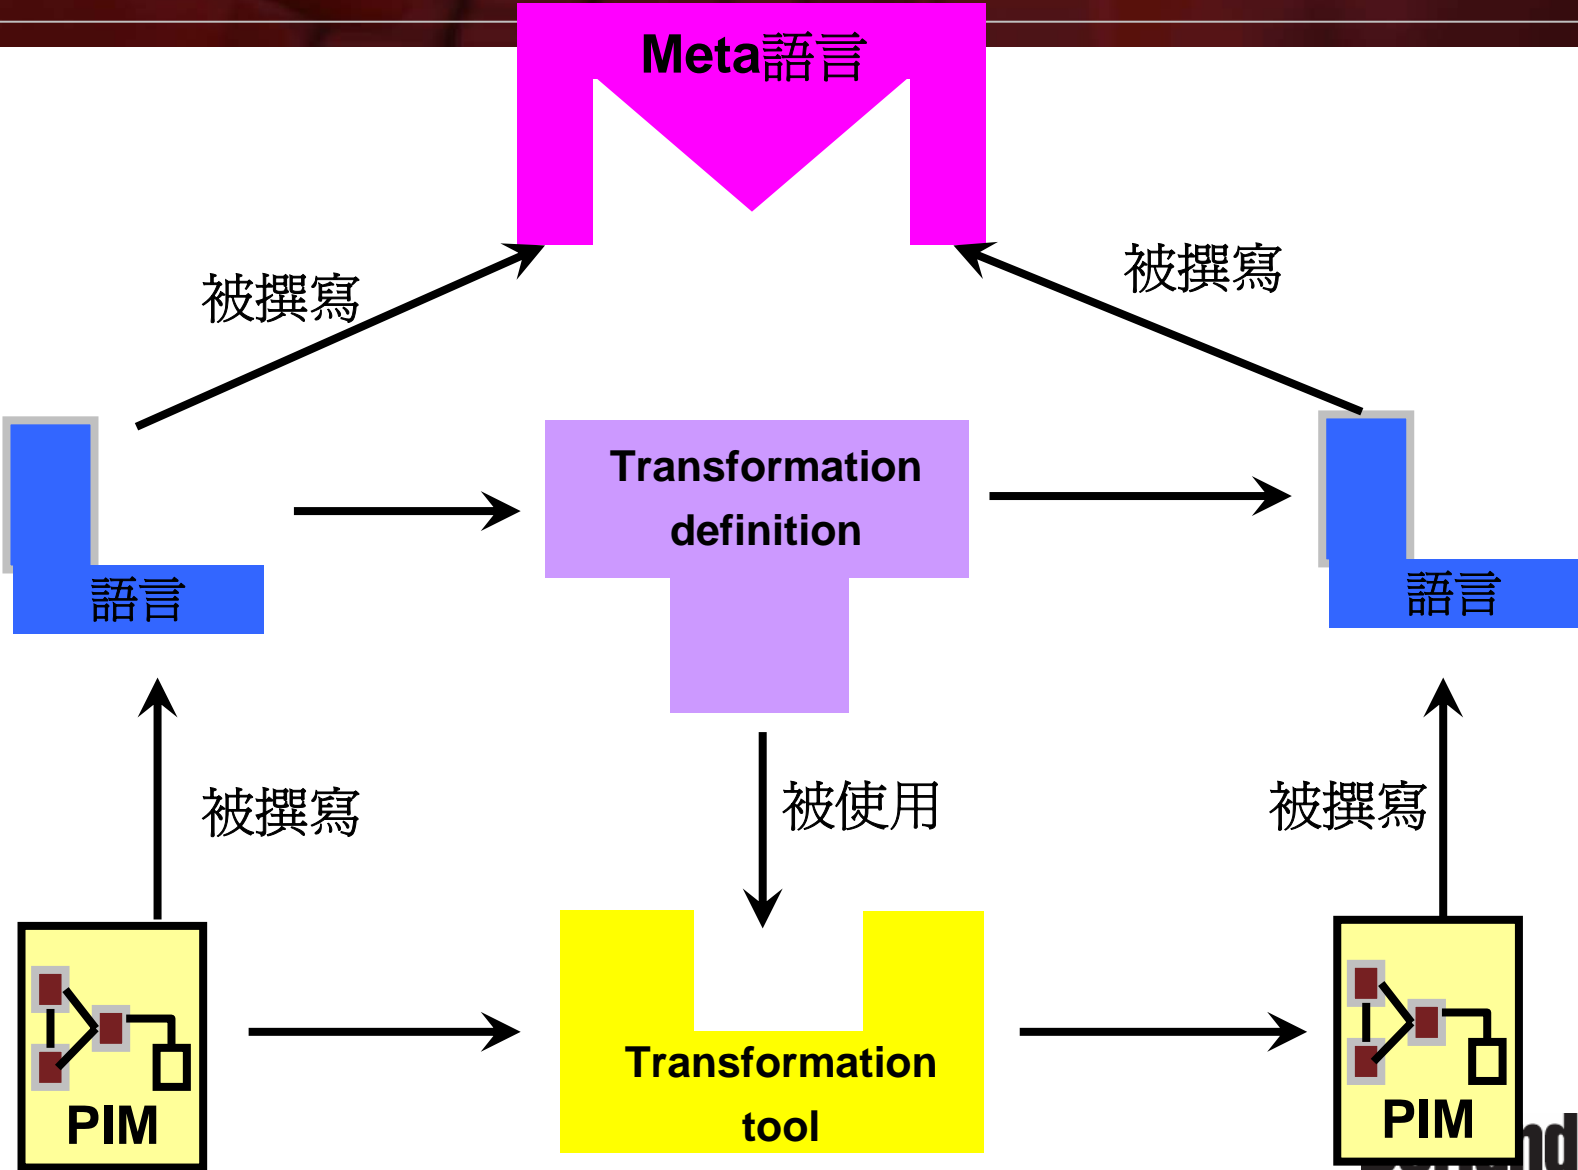 Meta語言
被撰寫
被撰寫
Transformation
definition
語言
語言
被撰寫
被使用
被撰寫
Transformation
tool
PIM
PIM